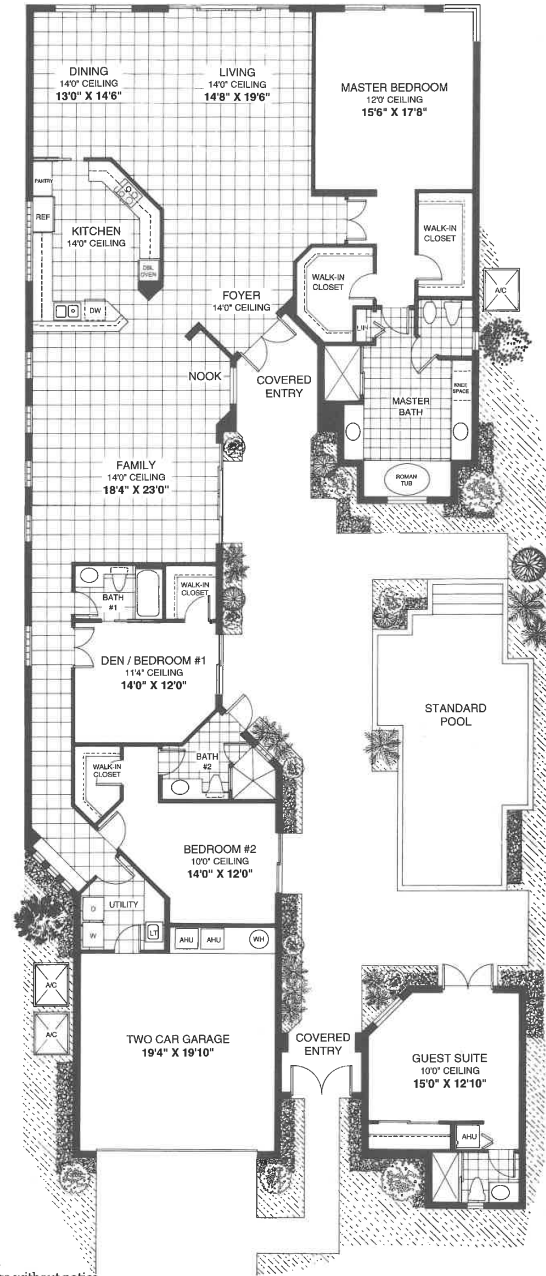 DINING
14'0" CEILING
13'0" X 14'6"
LIVING
14'0" CEILING
14'8" X 19'6"
MASTER BEDROOM
12'0' CEILING
15'6" X 17'8"
PANTRY
REF
KITCHEN
14'0" CEILING
DBL
OVEN
DW
WALK-IN
CLOSET
WALK-IN
CLOSET
A/C
FOYER
14'0" CEILING
LIN
NOOK
COVERED
ENTRY
MASTER
BATH
KNEE
SPACE
ROMAN
TUB
FAMILY
14'0" CEILING
18'4" X 23'0"
BATH
#1
WALK-IN
CLOSET
DEN / BEDROOM #1
11'4" CEILING
14'0" X 12'0"
STANDARD
POOL
WALK-IN
CLOSET
BATH
#2
BEDROOM #2
10'0" CEILING
14'0" X 12'0"
UTILITY
D
W
LT
AHU
AHU
WH
A/C
A/C
TWO CAR GARAGE
19'4" X 19'10"
COVERED
ENTRY
GUEST SUITE
10'0" CEILING
15'0" X 12'10"
AHU
without notice